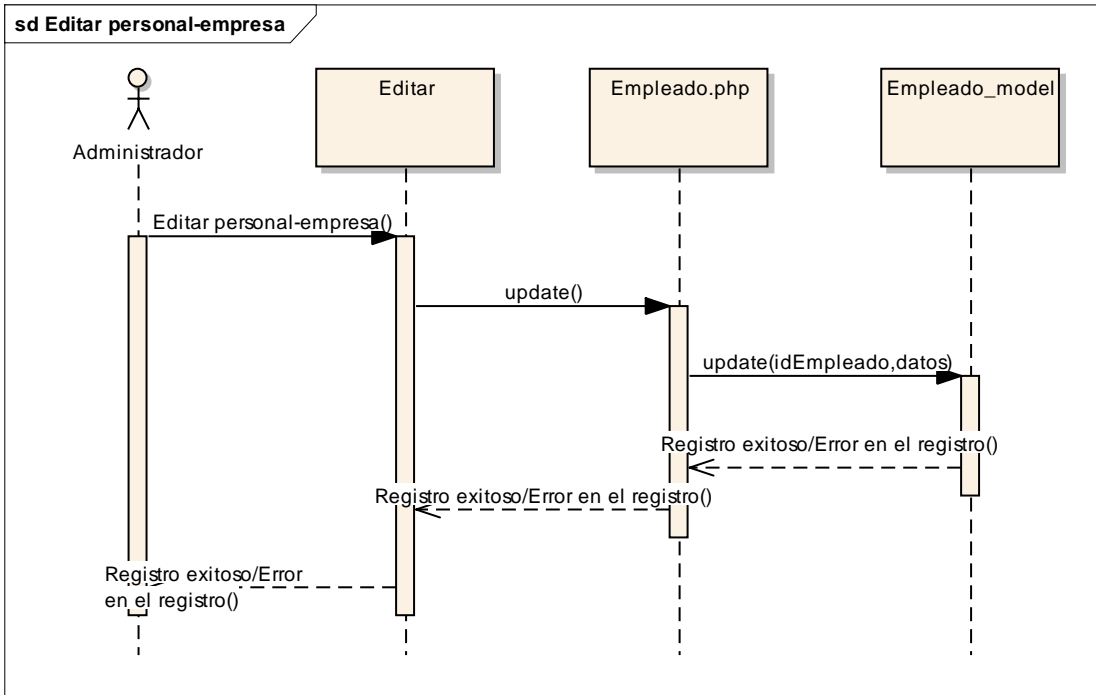 sd Editar personal-empresa
Administrador
Editar
Empleado.php
Empleado_model
Editar personal-empresa()
update()
update(idEmpleado,datos)
Registro exitoso/Error en el registro()
Registro exitoso/Error en el registro()
Registro exitoso/Error
en el registro()